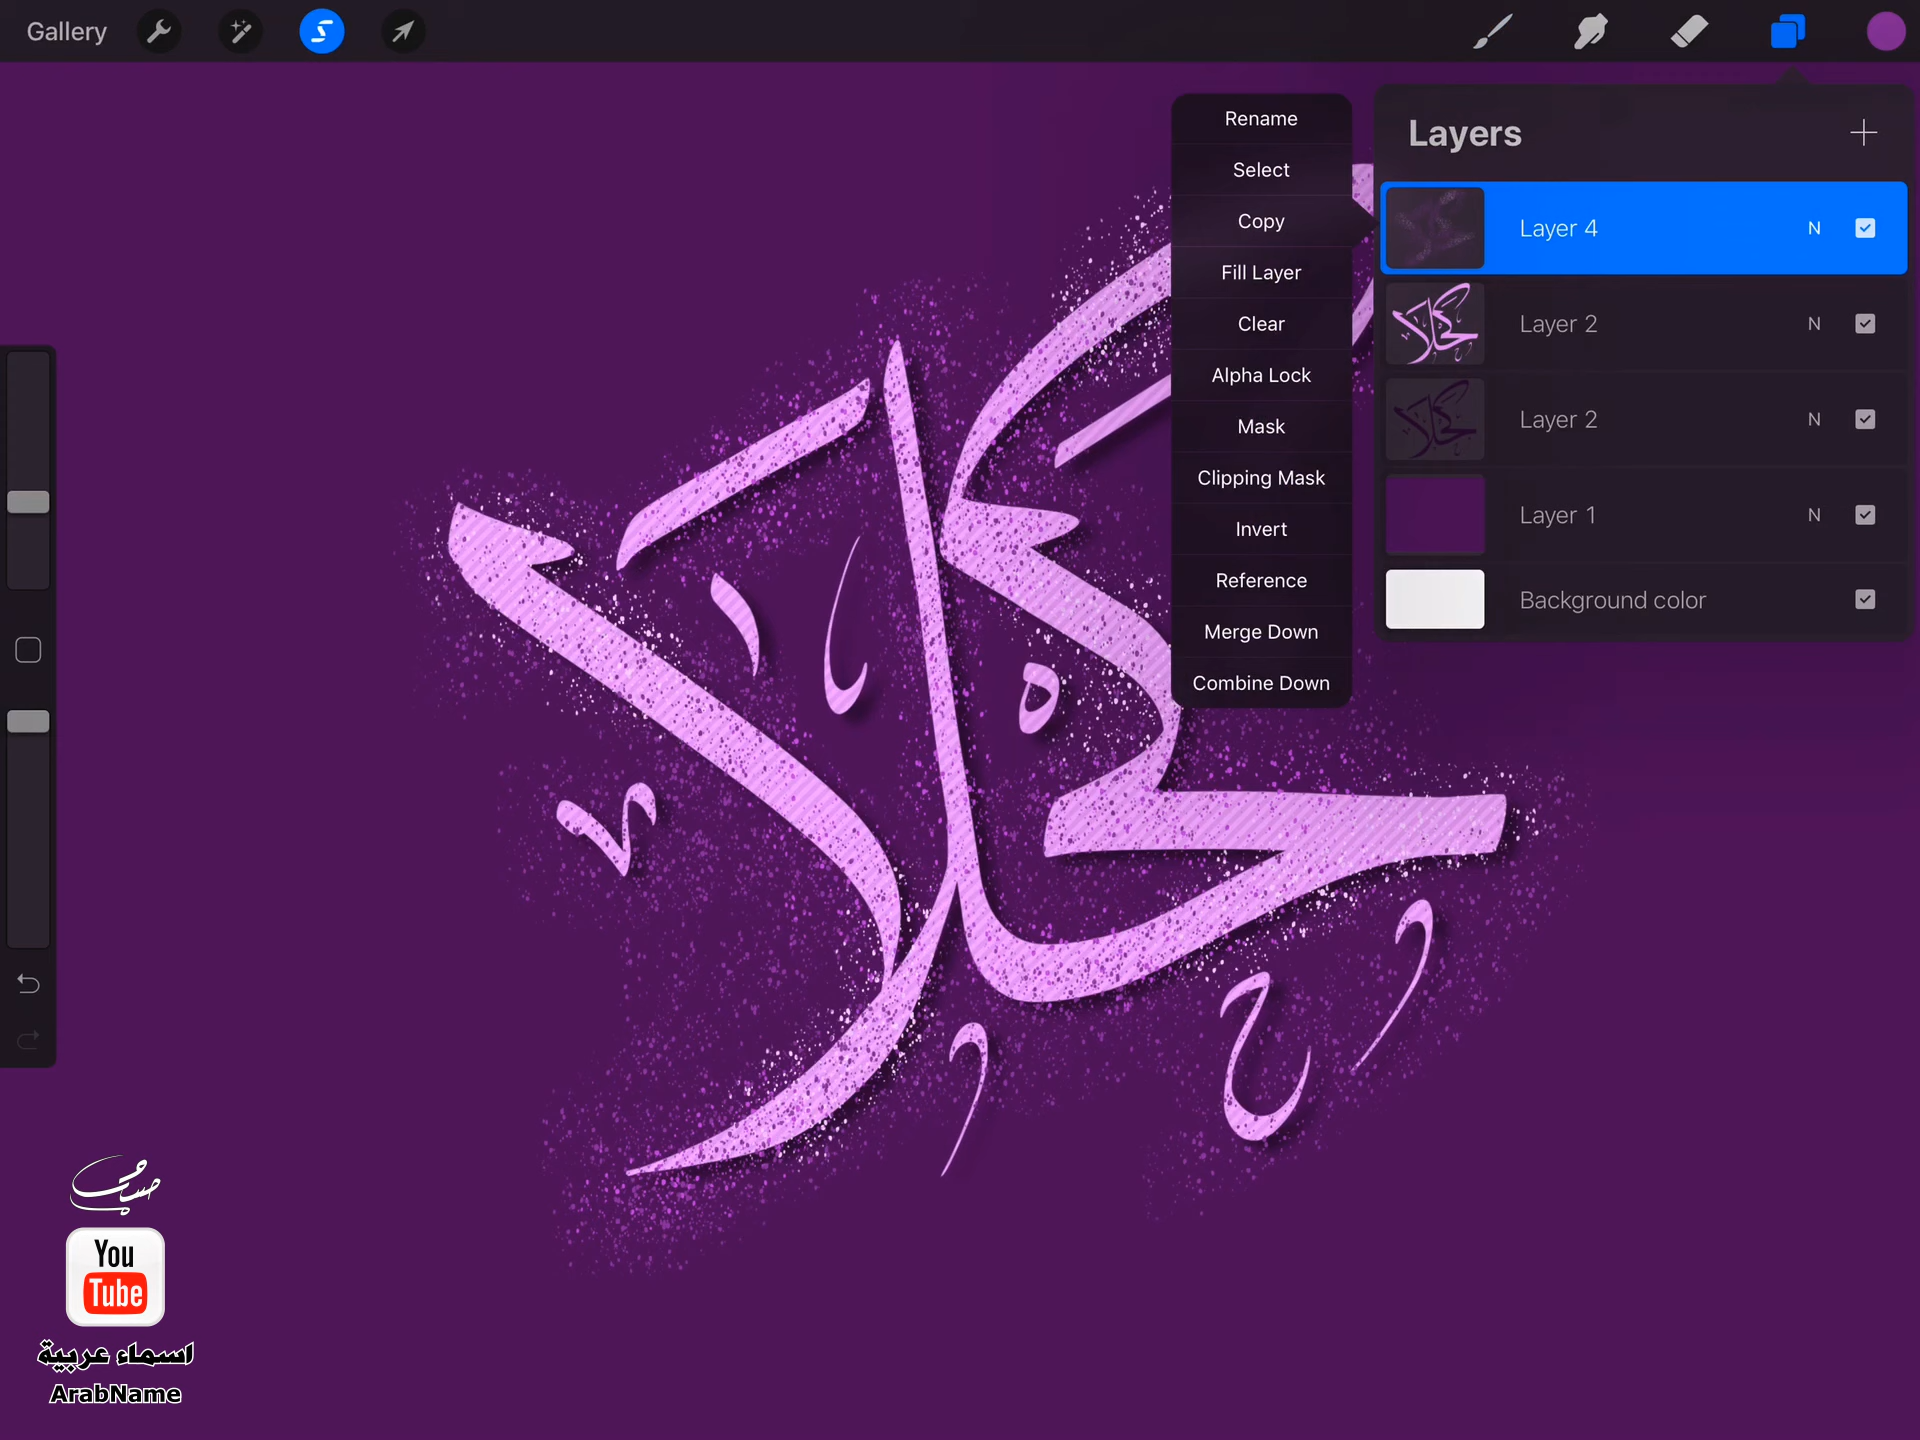 Gallery
Rename
Select
Copy
Fill Layer
Clear
Alpha Lock
Mask
Clipping Mask
Invert
Reference
Merge Down
Combine Down
Layers
Layer 4 N
Layer 2 N
Layer 2 N
Layer 1 N
Background color
You
Tube
اسماء عربية
ArabName